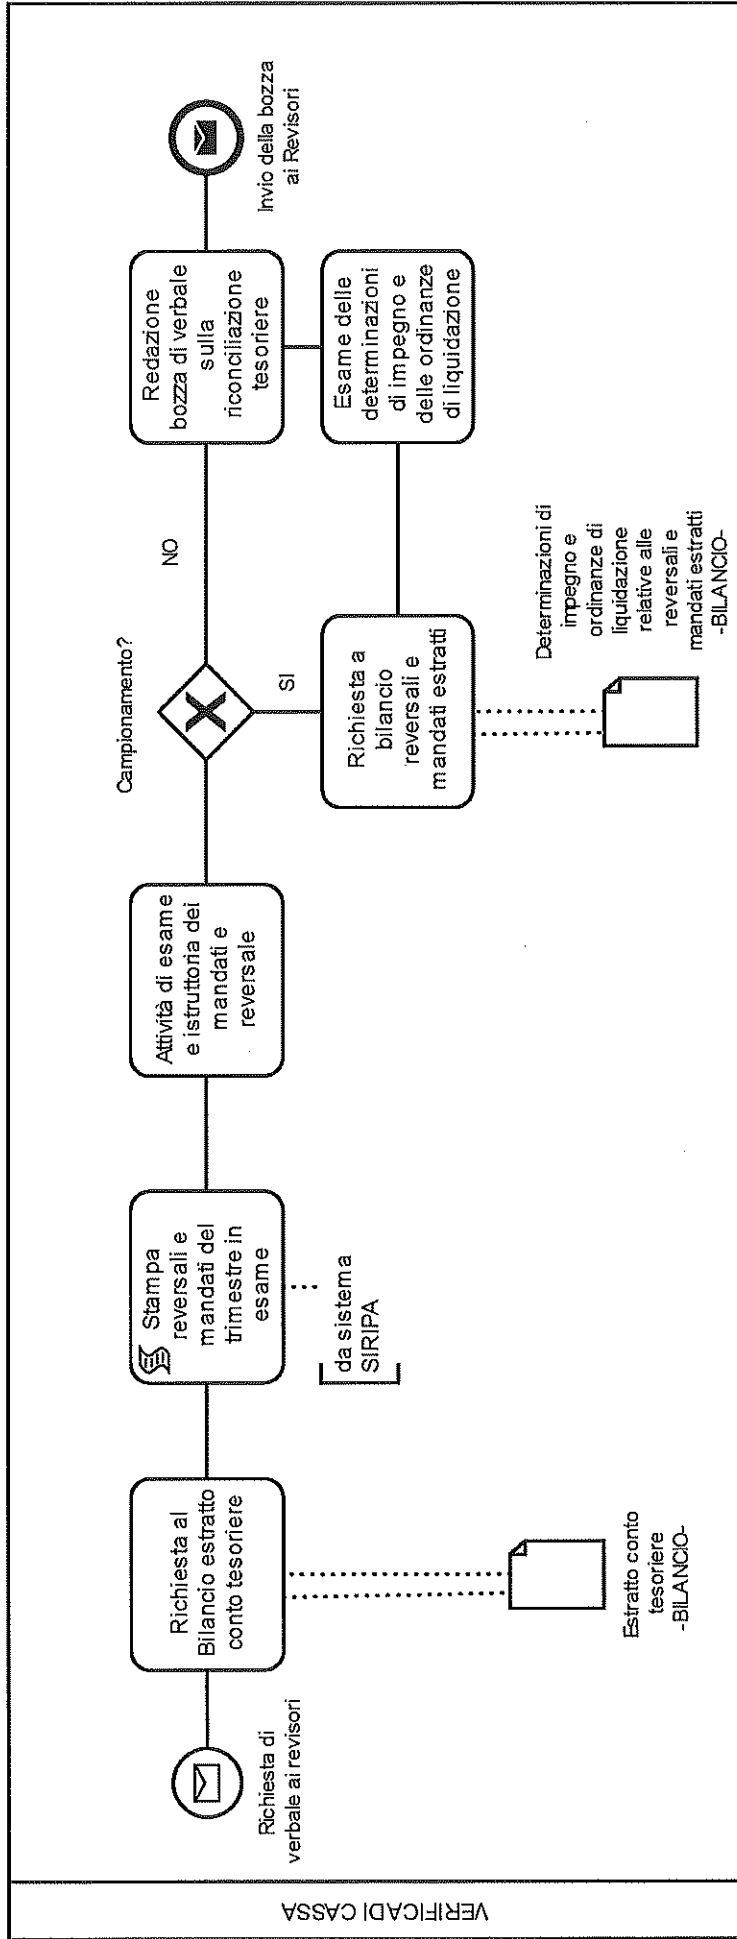 VERIFICA DI CASSA
Richiesta di
verbale ai revisori
Richiesta al
Bilancio estratto
conto tesoriere
Estratto conto
tesoriere
-BILANCIO-
Stampa
reversali e
mandati del
trimestre in
esame
da sistema
SIRIPA
Attività di esame
e istruttoria dei
mandati e
reversale
Campionamento?
NO
SI
Richiesta a
bilancio
reversali e
mandati estratti
Determinazioni di
impegno e
ordinanze di
liquidazione
relative alle
reversali e
mandati estratti
-BILANCIO-
Esame delle
determinazioni
di impegno e
delle ordinanze
di liquidazione
Redazione
bozza di verbale
sulla
riconciliazione
tesoriere
Invio della bozza
ai Revisori